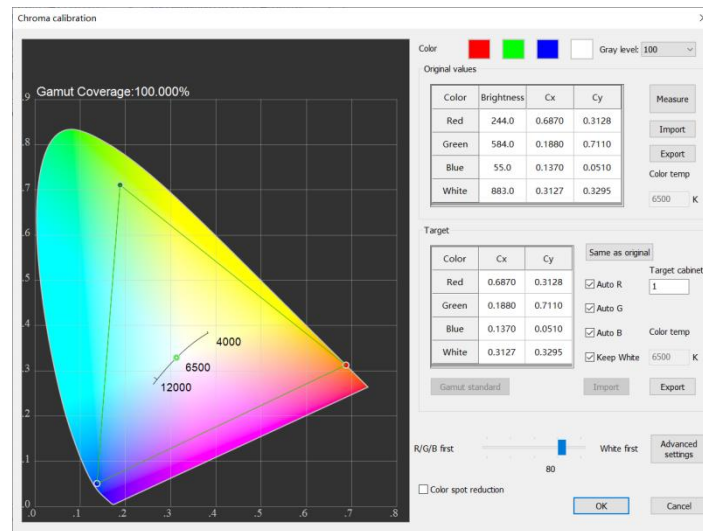 Chroma calibration
Gamut Coverage:100.000%
.9
.7
.6
.5
.4
.3
.2
.1
.0
.0 .1 .2 .3 .4 .5 .6 .7 .8
4000
6500
12000
Color
Gray level: 100
Original values
Color Brightness Cx Cy
Red 244.0 0.6870 0.3128
Green 584.0 0.1880 0.7110
Blue 55.0 0.1370 0.0510
White 883.0 0.3127 0.3295
Measure
Import
Export
Color temp
6500 K
Target
Color Cx Cy
Red 0.6870 0.3128
Green 0.1880 0.7110
Blue 0.1370 0.0510
White 0.3127 0.3295
Same as original
Target cabinet
Auto R
1
Auto G
Auto B
Color temp
Keep White
6500 K
Gamut standard
Import
Export
R/G/B first
White first
80
Advanced
settings
Color spot reduction
OK
Cancel